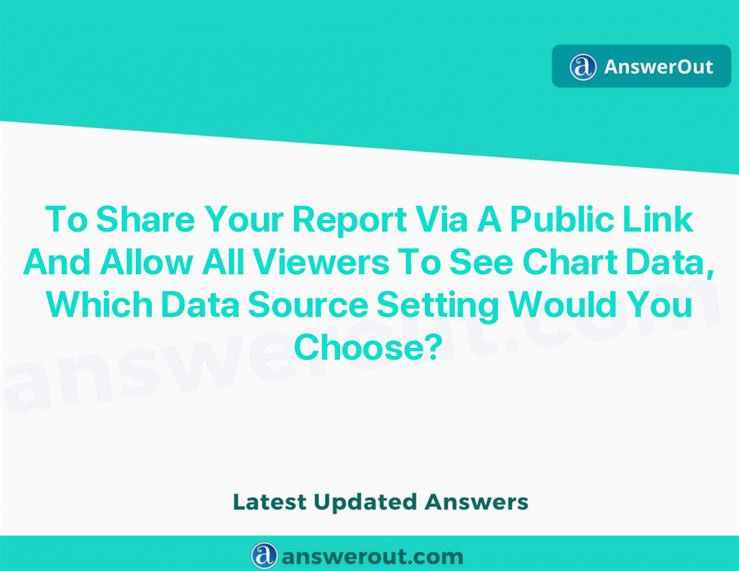 AnswerOut
To Share Your Report Via A Public Link
And Allow All Viewers To See Chart Data,
Which Data Source Setting Would You
Choose?
answerout.com
Latest Updated Answers
answerout.com